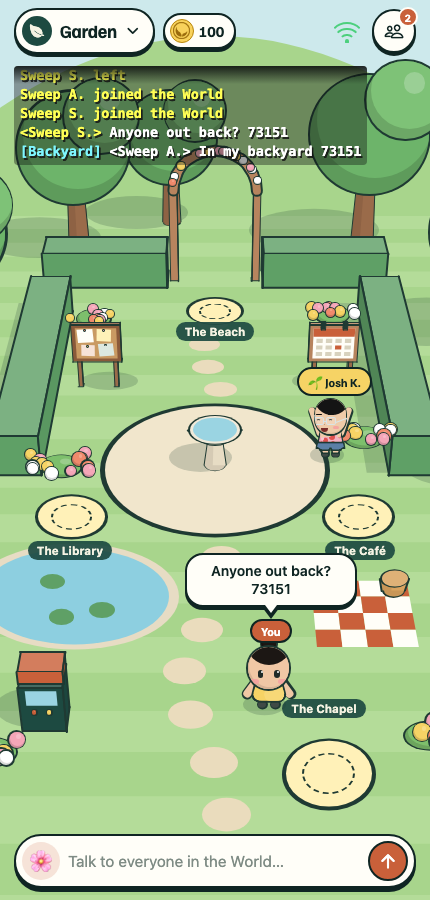 Garden
100
2
Sweep S. left
Sweep A. joined the World
Sweep S. joined the World
<Sweep S.> Anyone out back? 73151
[Backyard] <Sweep A.> In my backyard 73151
The Beach
Josh K.
The Library
The Café
Anyone out back?
73151
You
The Chapel
Talk to everyone in the World...